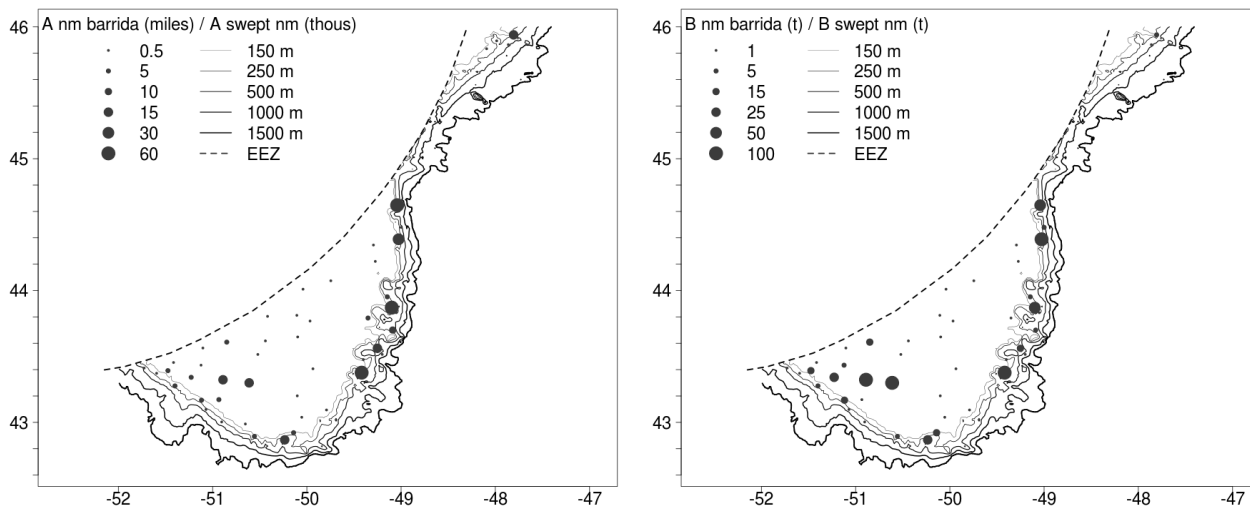 A nm barrida (miles) / A swept nm (thous)
0.5 150 m
5 250 m
10 500 m
15 1000 m
30 1500 m
60 EEZ
46
45
44
43
-52 -51 -50 -49 -48 -47
B nm barrida (t) / B swept nm (t)
1 150 m
5 250 m
15 500 m
25 1000 m
50 1500 m
100 EEZ
46
45
44
43
-52 -51 -50 -49 -48 -47